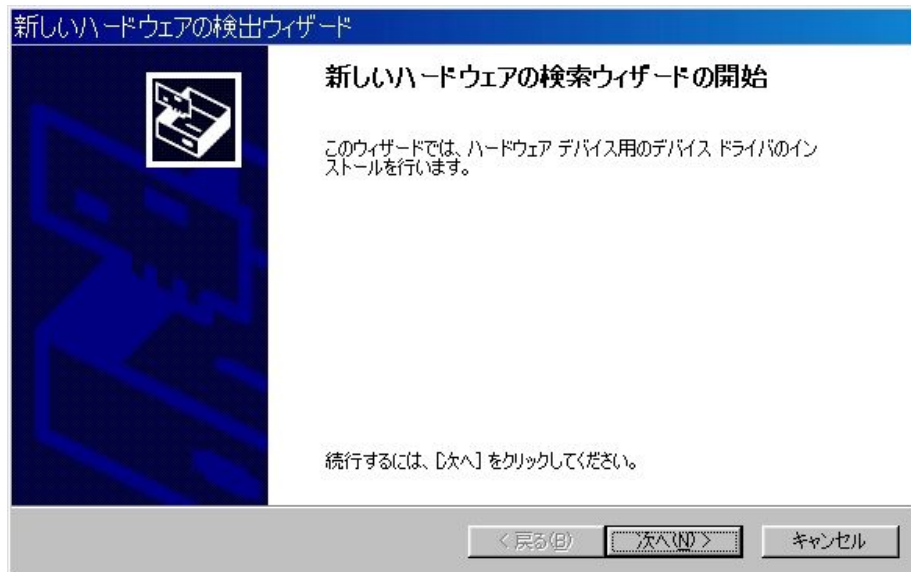 新しいハードウェアの検出ウィザード
新しいハードウェアの検索ウィザードの開始
このウィザードでは、ハードウェア デバイス用のデバイス ドライバのイン
ストールを行います。
続行するには、[次へ] をクリックしてください。
< 戻る(B)
次へ(N) >
キャンセル